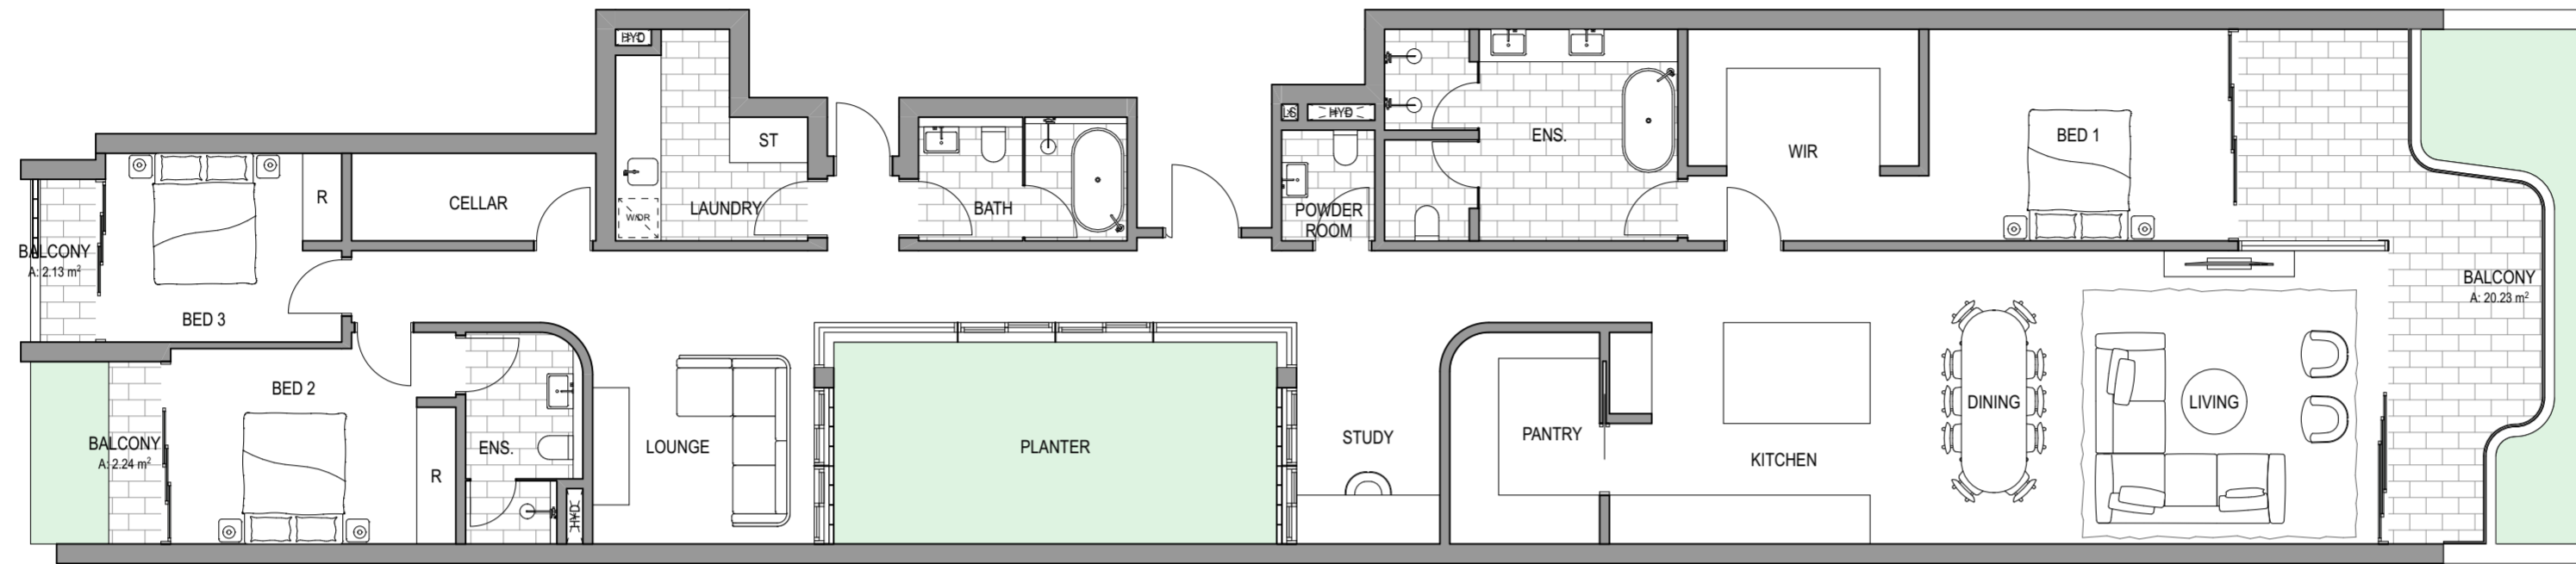 HYD
ST
W/DR
LAUNDRY
BATH
CELLAR
R
BALCONY
A: 2.13 m²
BED 3
LS
HYD
POWDER
ROOM
ENS.
WIR
BED 1
BALCONY
A: 20.23 m²
BED 2
BALCONY
A: 2.24 m²
R
ENS.
HYD
LOUNGE
PLANTER
STUDY
PANTRY
KITCHEN
DINING
LIVING